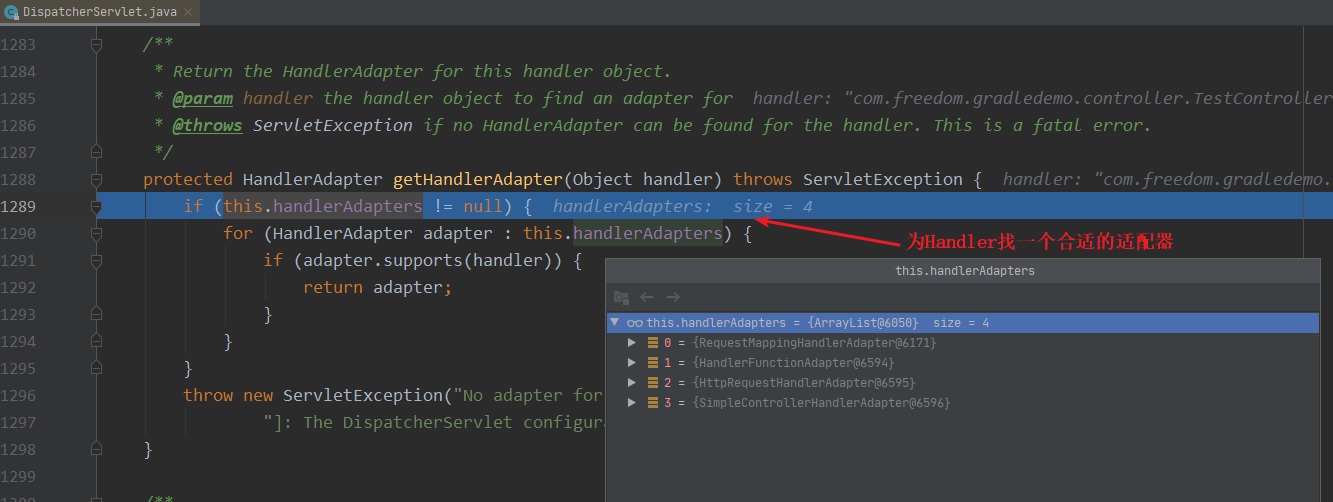 DispatcherServlet.java
1283 /**
1284 * Return the HandlerAdapter for this handler object.
1285 * @param handler the handler object to find an adapter for handler: "com.freedom.gradledemo.controller.TestController
1286 * @throws ServletException if no HandlerAdapter can be found for the handler. This is a fatal error.
1287 */
1288 protected HandlerAdapter getHandlerAdapter(Object handler) throws ServletException { handler: "com.freedom.gradledemo.
1289 if (this.handlerAdapters != null) { handlerAdapters: size = 4
1290 for (HandlerAdapter adapter : this.handlerAdapters) {
为Handler找一个合适的适配器
1291 if (adapter.supports(handler)) {
1292 return adapter;
1293 }
1294 }
1295 }
1296 throw new ServletException("No adapter for
1297 "]: The DispatcherServlet configur
1298 }
1299
/**
this.handlerAdapters
this.handlerAdapters = {ArrayList@6050} size = 4
0 = {RequestMappingHandlerAdapter@6171}
1 = {HandlerFunctionAdapter@6594}
2 = {HttpRequestHandlerAdapter@6595}
3 = {SimpleControllerHandlerAdapter@6596}